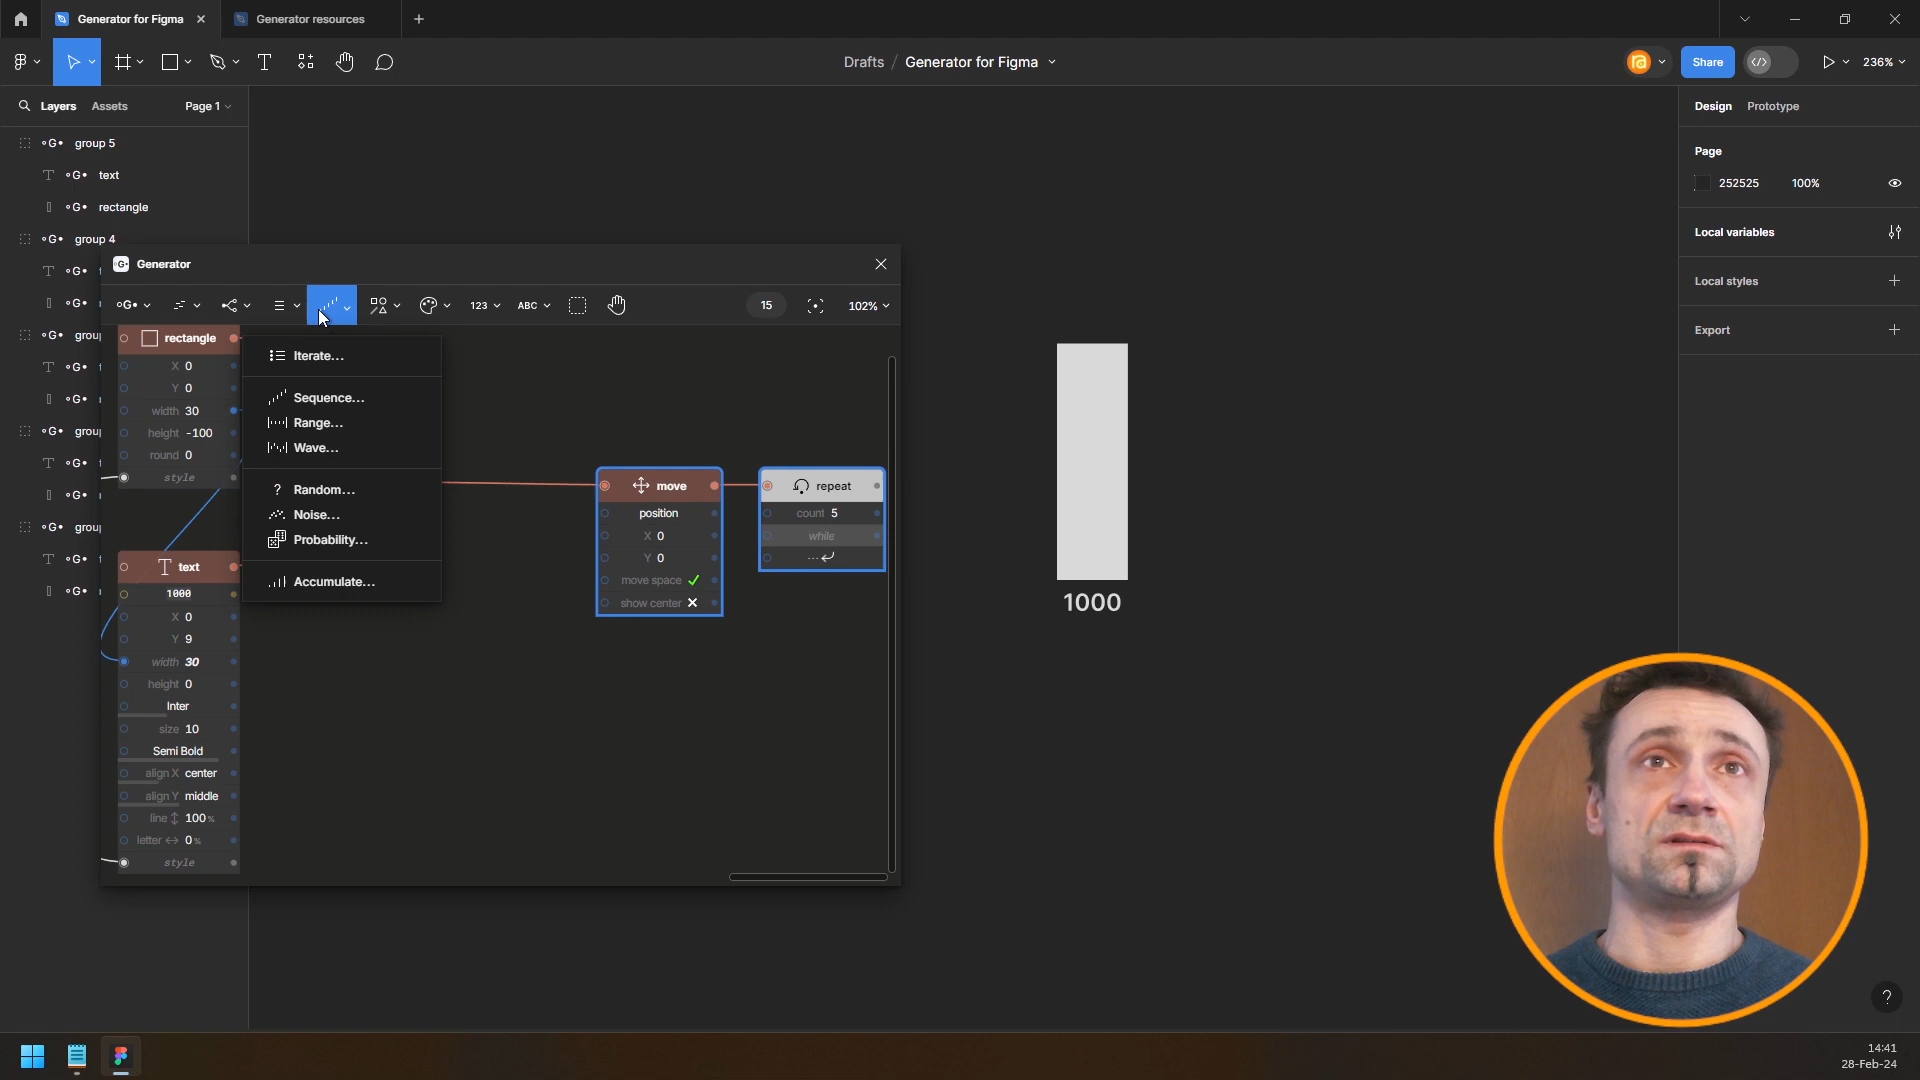 Generator for Figma
Generator resources
Drafts / Generator for Figma
Share
236%
Layers
Assets
Page 1
Design
Prototype
group 5
text
rectangle
group 4
Page
252525
100%
Local variables
Local styles
Export
G
Generator
G
123
ABC
15
102%
rectangle
X 0
Y 0
width 30
height -100
round 0
style
Iterate...
Sequence...
Range...
Wave...
Random...
Noise...
Probability...
Accumulate...
text
1000
X 0
Y 9
width 30
height 0
Inter
size 10
Semi Bold
align X center
align Y middle
line 100%
letter 0%
style
move
position
X 0
Y 0
move space
show center
repeat
count 5
while
1000
?
14:41
28-Feb-24